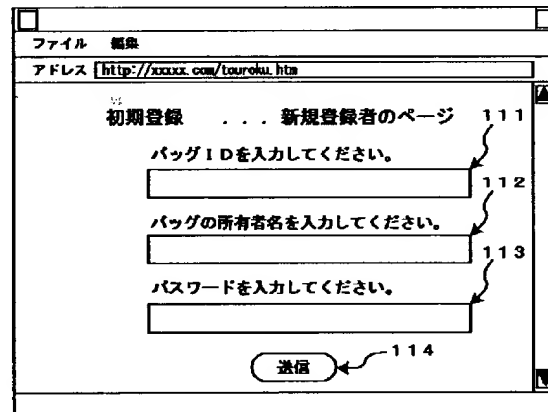 ファイル 編集
アドレス http://xxxxx.com/touroku.htm
初期登録 ... 新規登録者のページ 111
バッグIDを入力してください。
112
バッグの所有者名を入力してください。
113
パスワードを入力してください。
送信 114